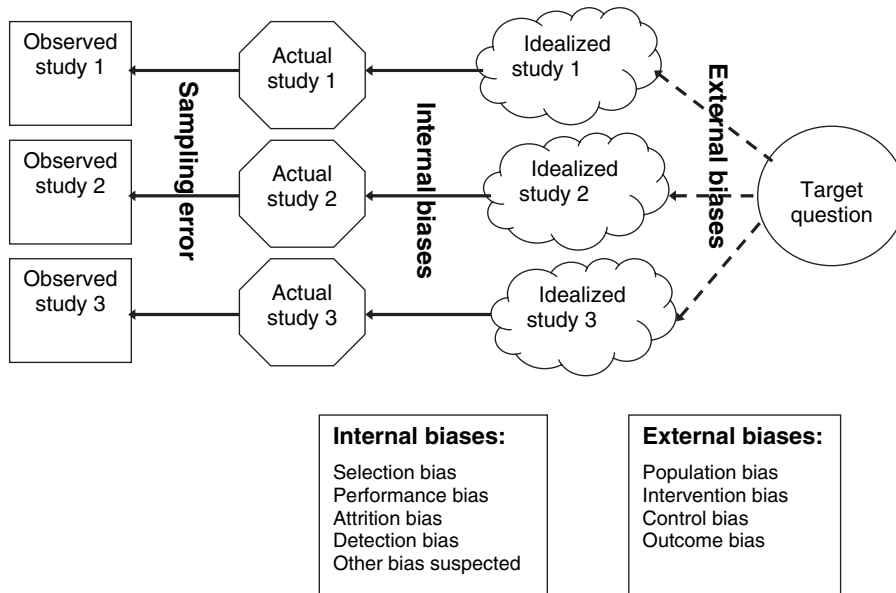 Observed
study 1
Actual
study 1
Idealized
study 1
Observed
study 2
Actual
study 2
Idealized
study 2
Observed
study 3
Actual
study 3
Idealized
study 3
Sampling error
Internal biases
External biases
Target
question
Internal biases:
Selection bias
Performance bias
Attrition bias
Detection bias
Other bias suspected
External biases:
Population bias
Intervention bias
Control bias
Outcome bias